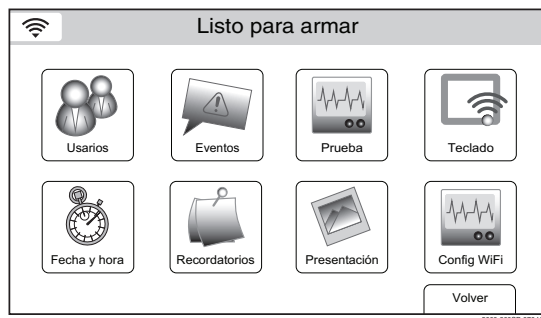 Listo para armar
Usarios
Eventos
Prueba
Teclado
Fecha y hora
Recordatorios
Presentación
Config WiFi
Volver